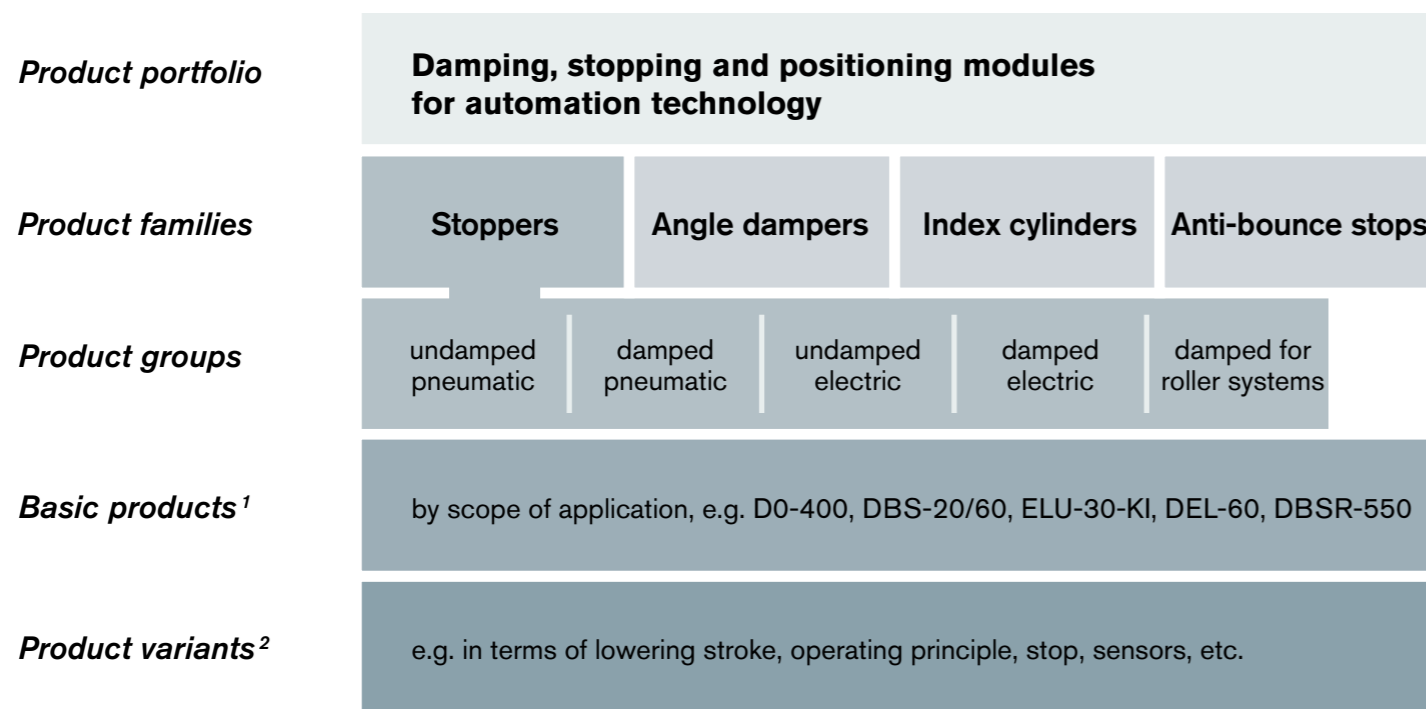 Product portfolio
Damping, stopping and positioning modules
for automation technology
Product families
Stoppers
Angle dampers
Index cylinders
Anti-bounce stops
Product groups
undamped
pneumatic
damped
pneumatic
undamped
electric
damped
electric
damped for
roller systems
Basic products¹
by scope of application, e.g. D0-400, DBS-20/60, ELU-30-KI, DEL-60, DBSR-550
Product variants²
e.g. in terms of lowering stroke, operating principle, stop, sensors, etc.